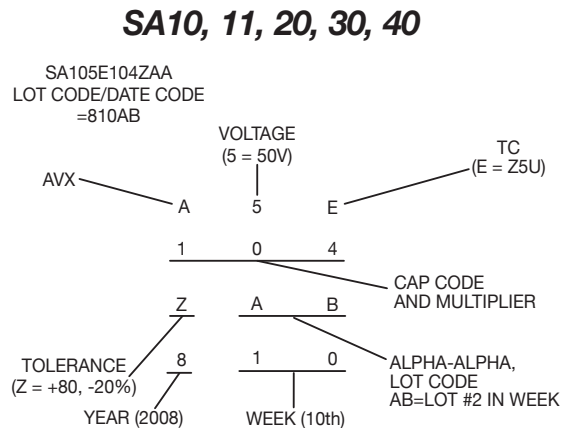 SA10, 11, 20, 30, 40
SA105E104ZAA
LOT CODE/DATE CODE
=810AB
VOLTAGE
(5 = 50V)
TC
(E = Z5U)
AVX
A 5 E
1 0 4
CAP CODE
AND MULTIPLIER
Z A B
TOLERANCE
(Z = +80, -20%)
8 1 0
ALPHA-ALPHA,
LOT CODE
AB=LOT #2 IN WEEK
YEAR (2008)
WEEK (10th)